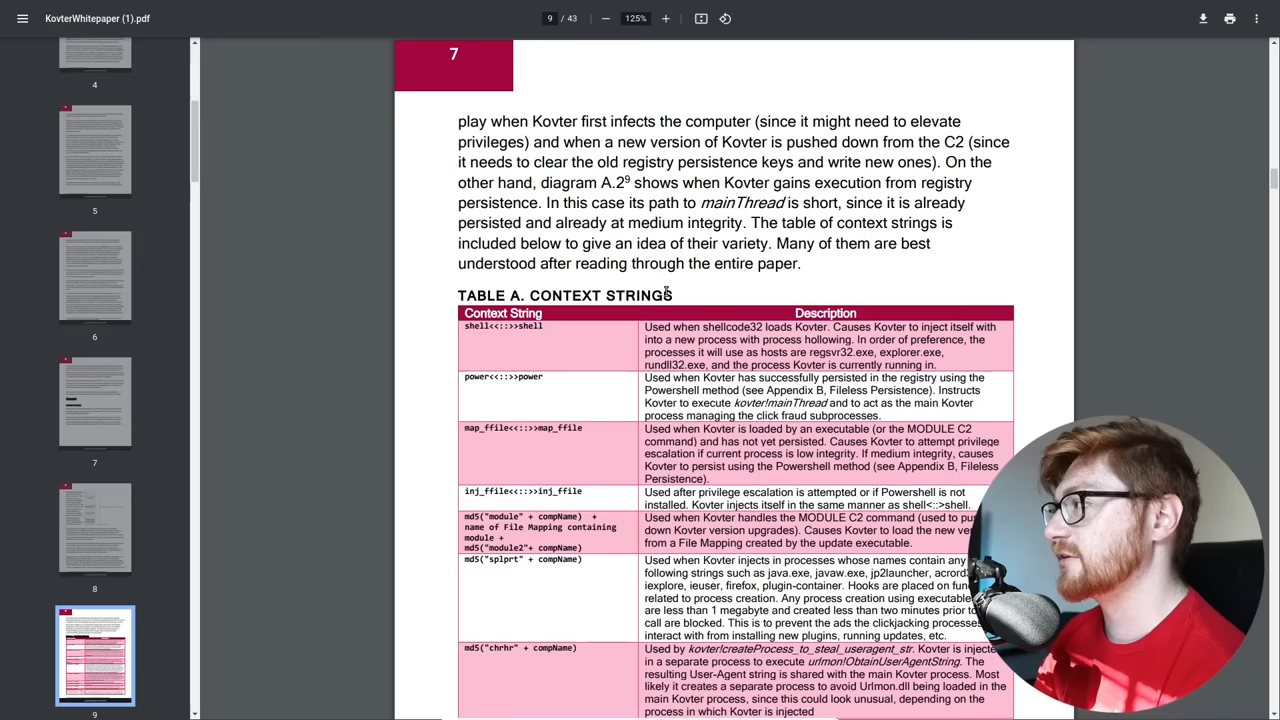 KovterWhitepaper (1).pdf
9 / 43
125%
4
5
6
7
8
9
7
play when Kovter first infects the computer (since it might need to elevate
privileges) and when a new version of Kovter is pushed down from the C2 (since
it needs to clear the old registry persistence keys and write new ones). On the
other hand, diagram A.2⁹ shows when Kovter gains execution from registry
persistence. In this case its path to mainThread is short, since it is already
persisted and already at medium integrity. The table of context strings is
included below to give an idea of their variety. Many of them are best
understood after reading through the entire paper.
TABLE A. CONTEXT STRINGS
Context String
Description
shell<<::>>shell
Used when shellcode32 loads Kovter. Causes Kovter to inject itself with
into a new process with process hollowing. In order of preference, the
processes it will use as hosts are regsvr32.exe, explorer.exe,
rundll32.exe, and the process Kovter is currently running in.
power<<::>>power
Used when Kovter has successfully persisted in the registry using the
Powershell method (see Appendix B, Fileless Persistence). Instructs
Kovter to execute kovter!mainThread and to act as the main Kovter
process managing the click fraud subprocesses.
map_ffile<<::>>map_ffile
Used when Kovter is loaded by an executable (or the MODULE C2
command) and has not yet persisted. Causes Kovter to attempt privilege
escalation if current process is low integrity. If medium integrity, causes
Kovter to persist using the Powershell method (see Appendix B, Fileless
Persistence).
inj_ffile<<::>>inj_ffile
Used after privilege escalation is attempted or if Powershell is not
installed. Kovter injects itself in the same manner as shell<::>shell.
md5("module" + compName) +
name of File Mapping containing
module +
md5("module2"+ compName)
Used when Kovter handles the MODULE C2 command (used to
down Kovter version upgrades). Causes Kovter to load the new
from a File Mapping created by the update executable.
md5("splprt" + compName)
Used when Kovter injects in processes whose names contain any
following strings such as java.exe, javaw.exe, jp2launcher,
iexplore, ieuser, firefox, plugin-container. Hooks are placed on
related to process creation. Any process creation using executable
are less than 1 megabyte and created less than two minutes prior to
call are blocked. This is to prevent the ads the clickjacking processes
interact with from installing new plugins, running updates, etc.
md5("chrhr" + compName)
Used by kovter!createProcess_to_steal_useragent_str. Kovter is
in a separate process to execute urlmon!ObtainUserAgentString. The
resulting User-Agent string is shared with the main Kovter process. Most
likely it creates a separate process to avoid Urlmon.dll being loaded in the
main Kovter process, since this could look unusual, depending on the
process in which Kovter is injected